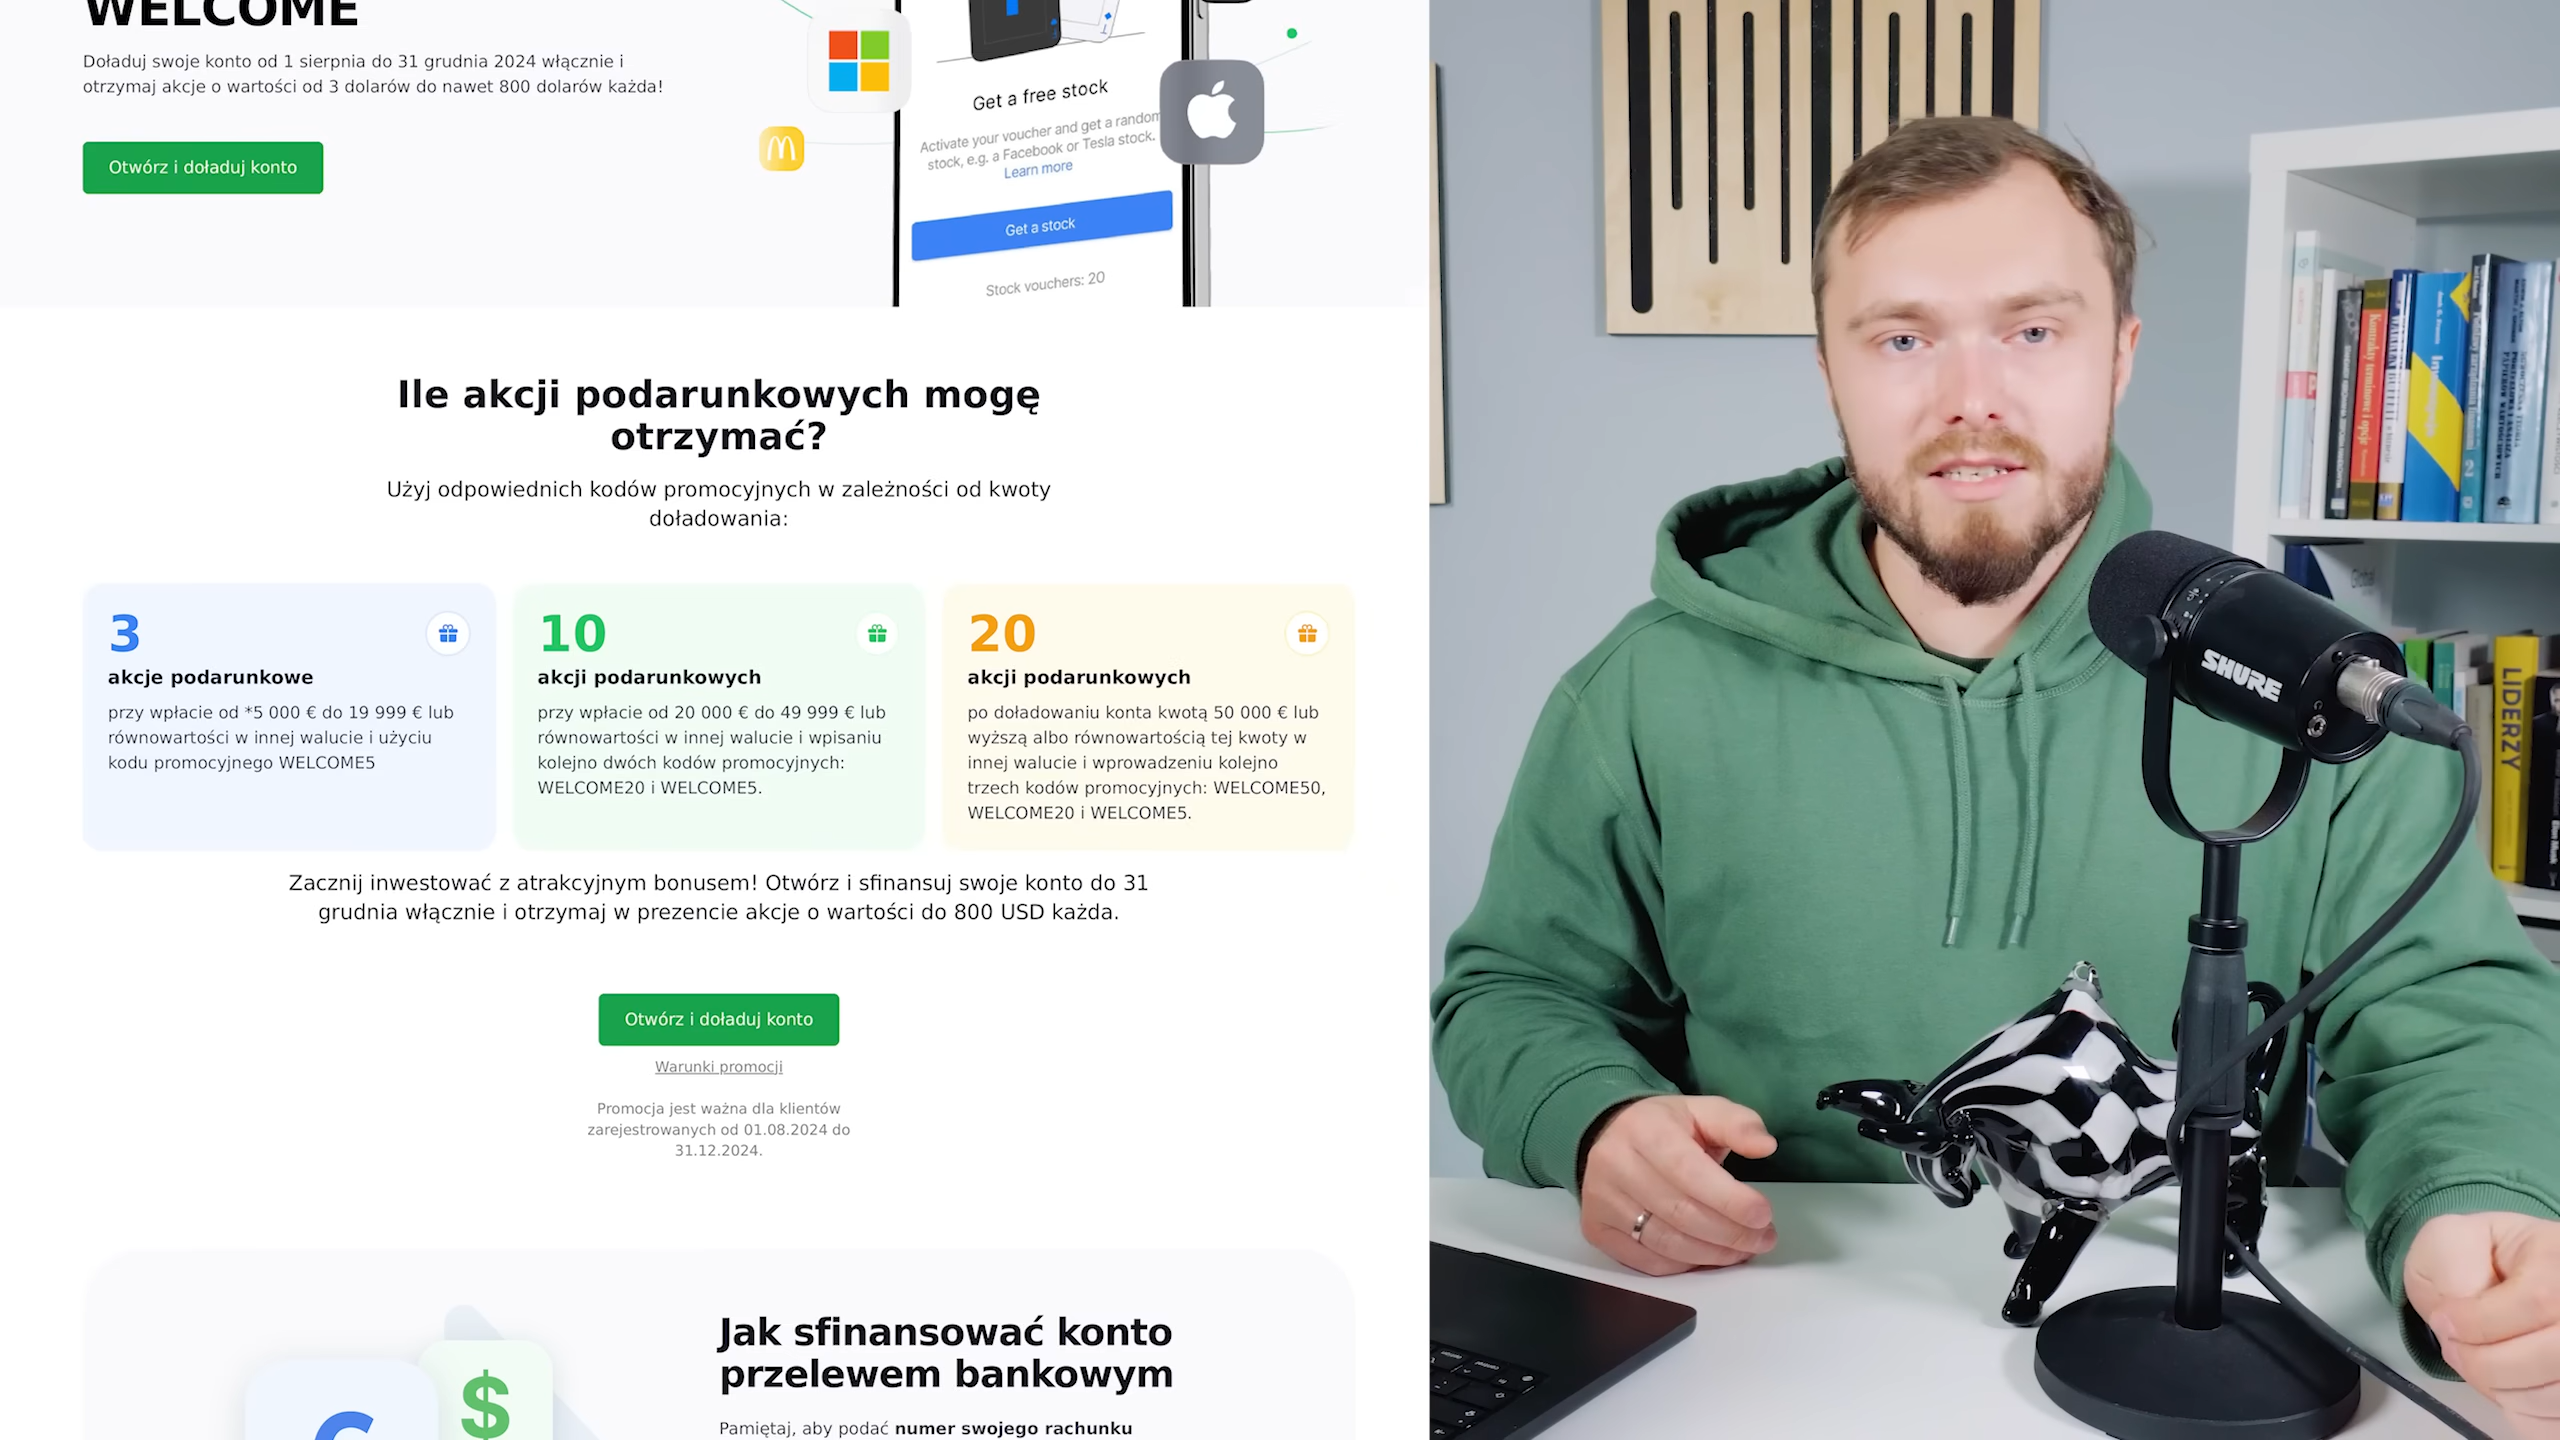 WELCOME
Doładuj swoje konto od 1 sierpnia do 31 grudnia 2024 włącznie i
otrzymaj akcje o wartości od 3 dolarów do nawet 800 dolarów każda!
Otwórz i doładuj konto
Get a free stock
Activate your voucher and get a random
stock, e.g. a Facebook or Tesla stock.
Learn more
Get a stock
Stock vouchers: 20
Ile akcji podarunkowych mogę
otrzymać?
Użyj odpowiednich kodów promocyjnych w zależności od kwoty
doładowania:
3
akcje podarunkowe
przy wpłacie od *5 000 € do 19 999 € lub
równowartości w innej walucie i użyciu
kodu promocyjnego WELCOME5
10
akcji podarunkowych
przy wpłacie od 20 000 € do 49 999 € lub
równowartości w innej walucie i wpisaniu
kolejno dwóch kodów promocyjnych:
WELCOME20 i WELCOME5.
20
akcji podarunkowych
po doładowaniu konta kwotą 50 000 € lub
wyższą albo równowartością tej kwoty w
innej walucie i wprowadzeniu kolejno
trzech kodów promocyjnych: WELCOME50,
WELCOME20 i WELCOME5.
Zacznij inwestować z atrakcyjnym bonusem! Otwórz i sfinansuj swoje konto do 31
grudnia włącznie i otrzymaj w prezencie akcje o wartości do 800 USD każda.
Otwórz i doładuj konto
Warunki promocji
Promocja jest ważna dla klientów
zarejestrowanych od 01.08.2024 do
31.12.2024.
Jak sfinansować konto
przelewem bankowym
Pamiętaj, aby podać numer swojego rachunku
$
Kontrakty terminowe i opcje
2
SHURE
LIDERZY